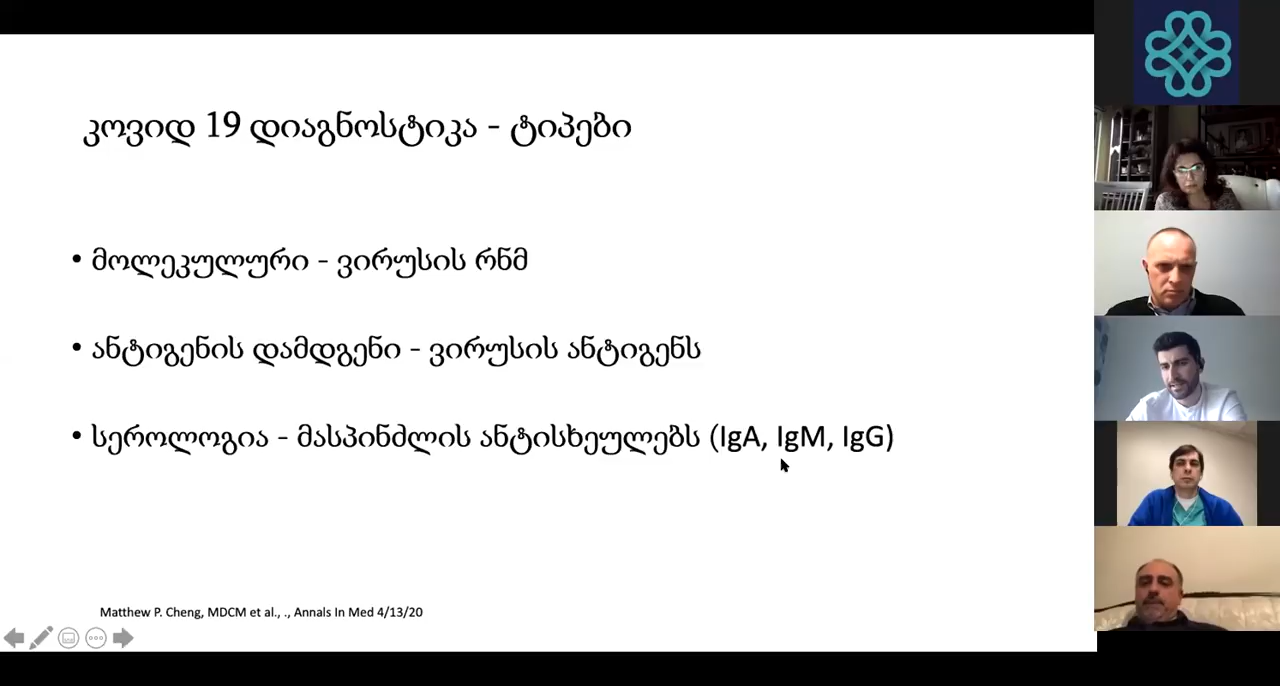 კოვიდ 19 დიაგნოსტიკა - ტიპები
• მოლეკულური - ვირუსის რნმ
• ანტიგენის დამდგენი - ვირუსის ანტიგენს
• სეროლოგია - მასპინძლის ანტისხეულებს (IgA, IgM, IgG)
Matthew P. Cheng, MDCM et al., ., Annals In Med 4/13/20